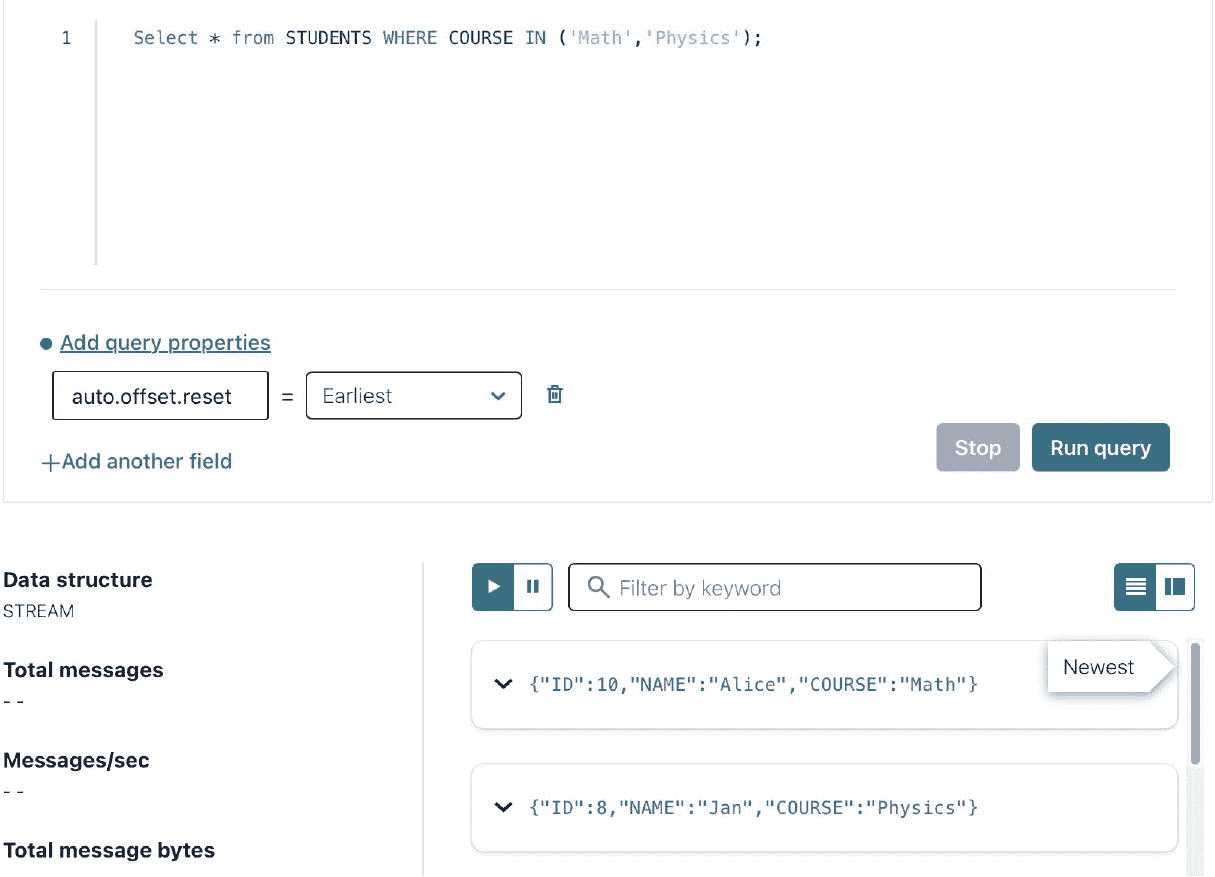 1 Select * from STUDENTS WHERE COURSE IN ('Math','Physics');
Add query properties
auto.offset.reset = Earliest
+Add another field
Stop Run query
Data structure
STREAM
Filter by keyword
Total messages
- -
Newest
{"ID":10,"NAME":"Alice","COURSE":"Math"}
Messages/sec
- -
{"ID":8,"NAME":"Jan","COURSE":"Physics"}
Total message bytes